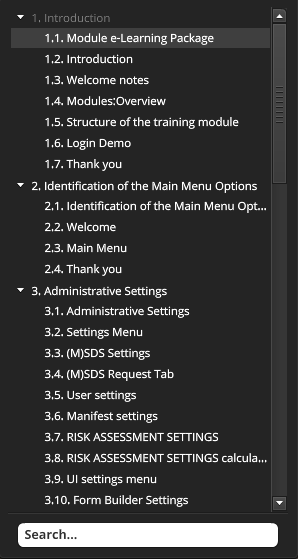 1. Introduction
1.1. Module e-Learning Package
1.2. Introduction
1.3. Welcome notes
1.4. Modules:Overview
1.5. Structure of the training module
1.6. Login Demo
1.7. Thank you
2. Identification of the Main Menu Options
2.1. Identification of the Main Menu Opt...
2.2. Welcome
2.3. Main Menu
2.4. Thank you
3. Administrative Settings
3.1. Administrative Settings
3.2. Settings Menu
3.3. (M)SDS Settings
3.4. (M)SDS Request Tab
3.5. User settings
3.6. Manifest settings
3.7. RISK ASSESSMENT SETTINGS
3.8. RISK ASSESSMENT SETTINGS calcula...
3.9. UI settings menu
3.10. Form Builder Settings
Search...